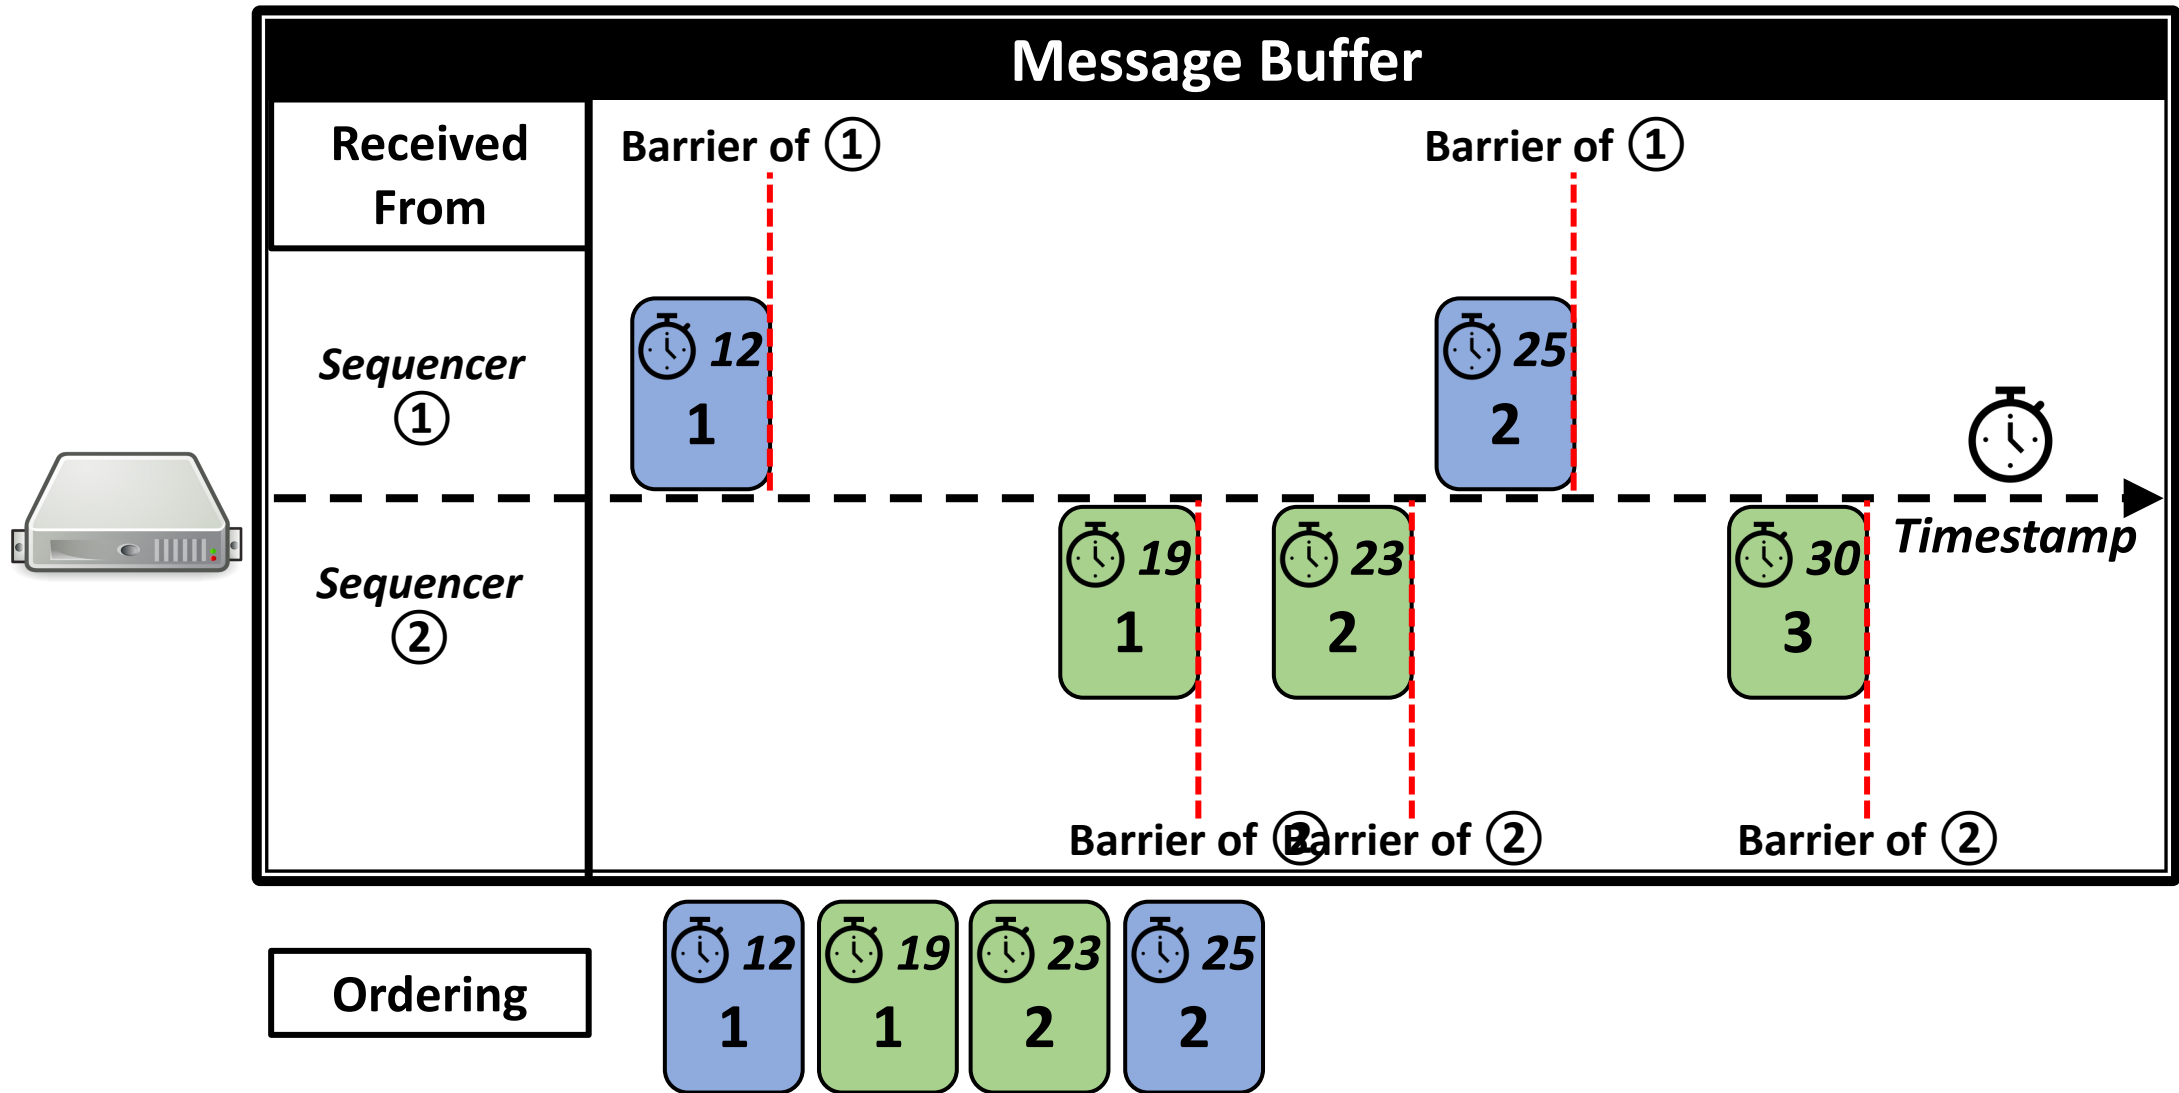 Message Buffer
Received
From
Barrier of ①
Barrier of ①
Sequencer
①
12
1
25
2
Timestamp
Sequencer
②
19
1
23
2
30
3
Barrier of ②
Barrier of ②
Barrier of ②
Ordering
12
1
19
1
23
2
25
2